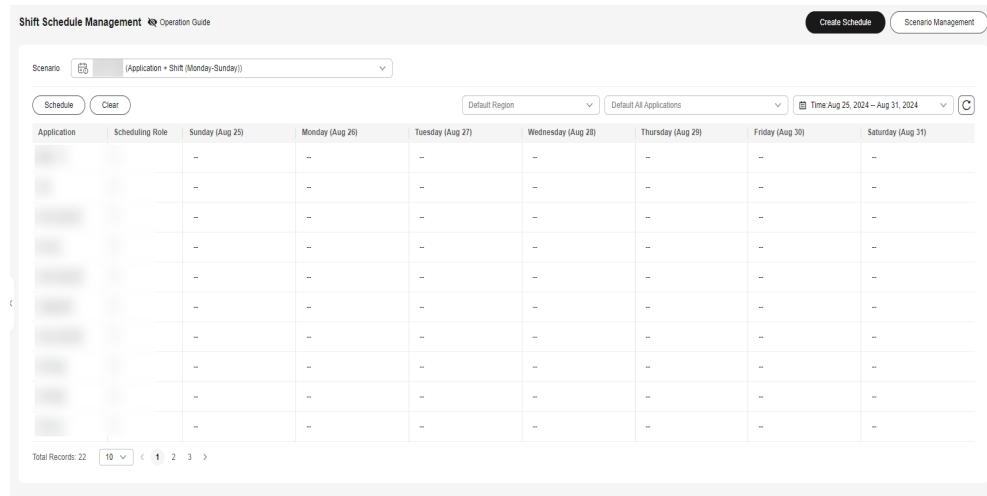 Shift Schedule Management Operation Guide Create Schedule Scenario Management
Scenario (Application + Shift (Monday-Sunday))
Schedule Clear Default Region Default All Applications Time:Aug 25, 2024 -- Aug 31, 2024
Application Scheduling Role Sunday (Aug 25) Monday (Aug 26) Tuesday (Aug 27) Wednesday (Aug 28) Thursday (Aug 29) Friday (Aug 30) Saturday (Aug 31)
-- -- -- -- -- -- --
-- -- -- -- -- -- --
-- -- -- -- -- -- --
-- -- -- -- -- -- --
-- -- -- -- -- -- --
-- -- -- -- -- -- --
-- -- -- -- -- -- --
-- -- -- -- -- -- --
-- -- -- -- -- -- --
-- -- -- -- -- -- --
Total Records: 22 10 < 1 2 3 >